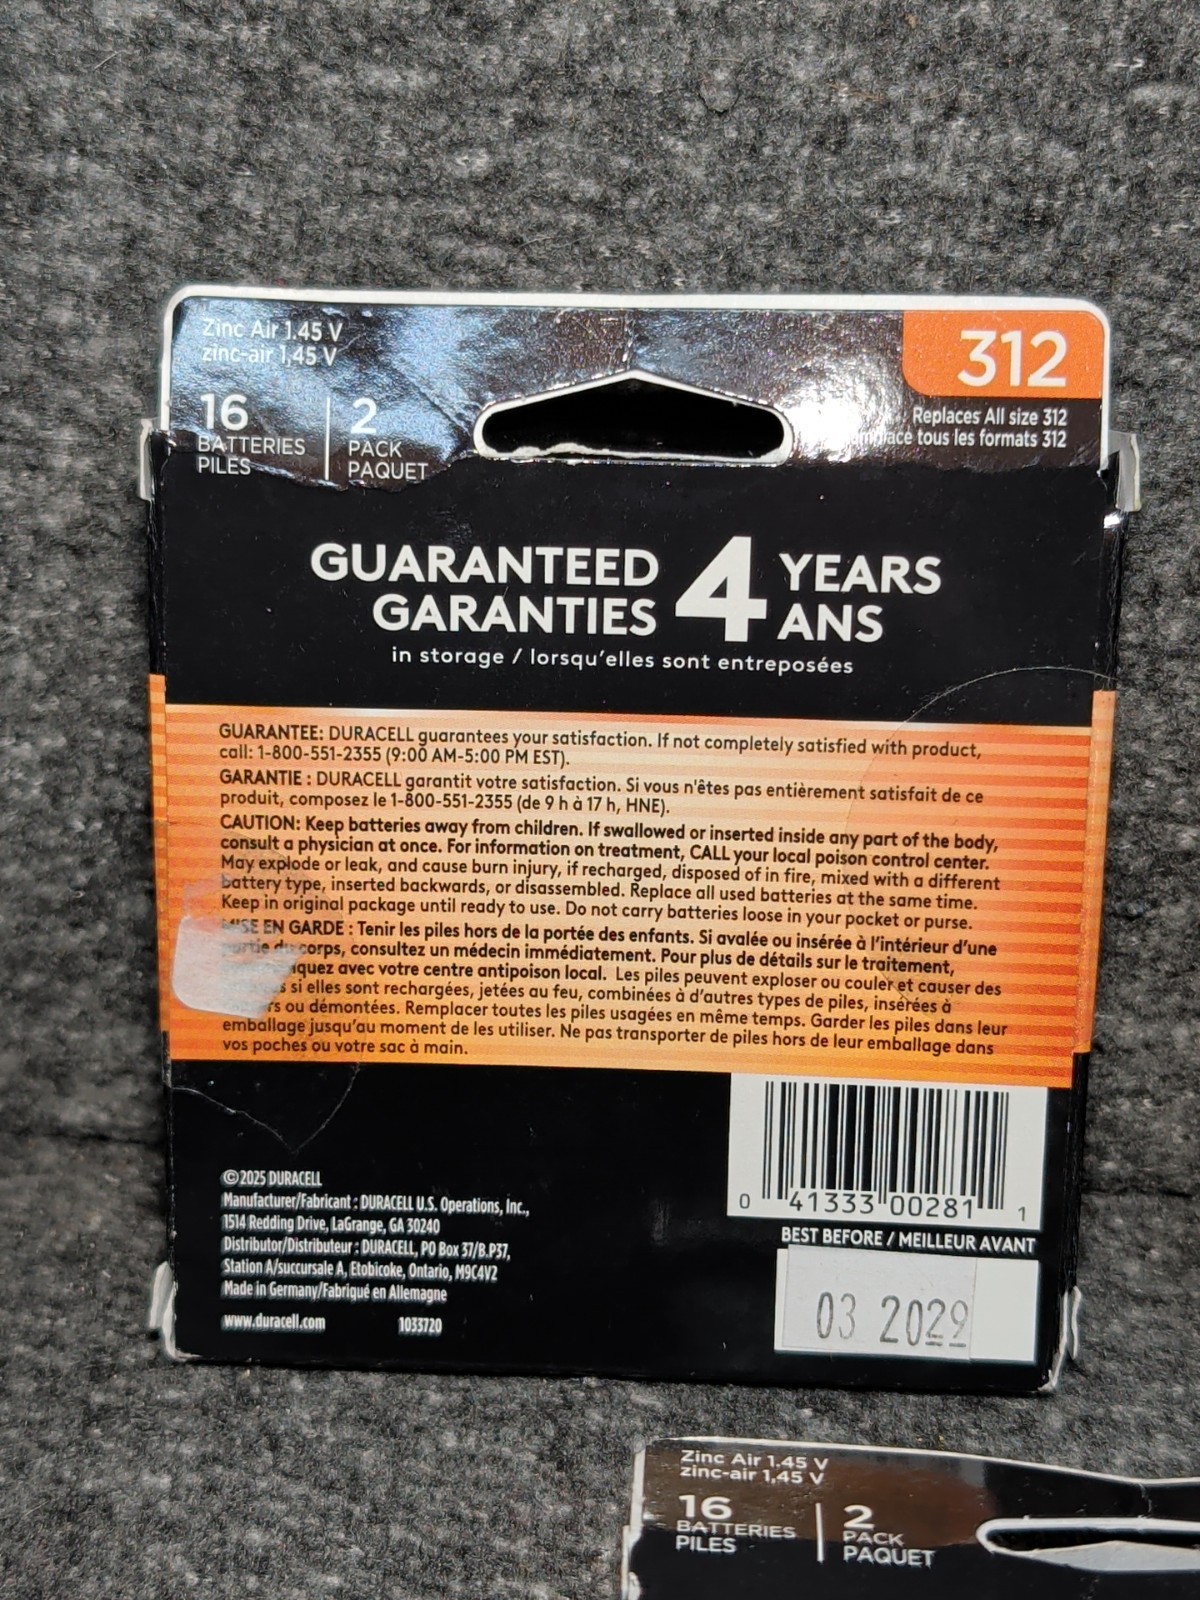 Zinc Air 1.45 V
zinc-air 1,45 V
16
BATTERIES
PILES
2
PACK
PAQUET
312
Replaces All size 312
tous les formats 312
GUARANTEED 4 YEARS
GARANTIES ANS
in storage / lorsqu'elles sont entreposées
GUARANTEE: DURACELL guarantees your satisfaction. If not completely satisfied with product,
call: 1-800-551-2355 (9:00 AM-5:00 PM EST).
GARANTIE : DURACELL garantit votre satisfaction. Si vous n'êtes pas entièrement satisfait de ce
produit, composez le 1-800-551-2355 (de 9 h à 17 h, HNE).
CAUTION: Keep batteries away from children. If swallowed or inserted inside any part of the body,
consult a physician at once. For information on treatment, CALL your local poison control center.
May explode or leak, and cause burn injury, if recharged, disposed of in fire, mixed with a different
battery type, inserted backwards, or disassembled. Replace all used batteries at the same time.
Keep in original package until ready to use. Do not carry batteries loose in your pocket or purse.
MISE EN GARDE : Tenir les piles hors de la portée des enfants. Si avalée ou insérée à l'intérieur d'une
partie du corps, consultez un médecin immédiatement. Pour plus de détails sur le traitement,
avec votre centre antipoison local. Les piles peuvent exploser ou couler et causer des
si elles sont rechargées, jetées au feu, combinées à d'autres types de piles, insérées à
ou démontées. Remplacer toutes les piles usagées en même temps. Garder les piles dans leur
emballage jusqu'au moment de les utiliser. Ne pas transporter de piles hors de leur emballage dans
vos poches ou votre sac à main.
©2025 DURACELL
Manufacturer/Fabricant : DURACELL U.S. Operations, Inc.,
1514 Redding Drive, LaGrange, GA 30240
Distributor/Distributeur : DURACELL, PO Box 37/B.P37,
Station A/succursale A, Etobicoke, Ontario, M9C4V2
Made in Germany/Fabriqué en Allemagne
www.duracell.com 1033720
0 41333 00281 1
BEST BEFORE / MEILLEUR AVANT
03 2029
Zinc Air 1.45 V
zinc-air 1,45 V
16
BATTERIES
PILES
2
PACK
PAQUET